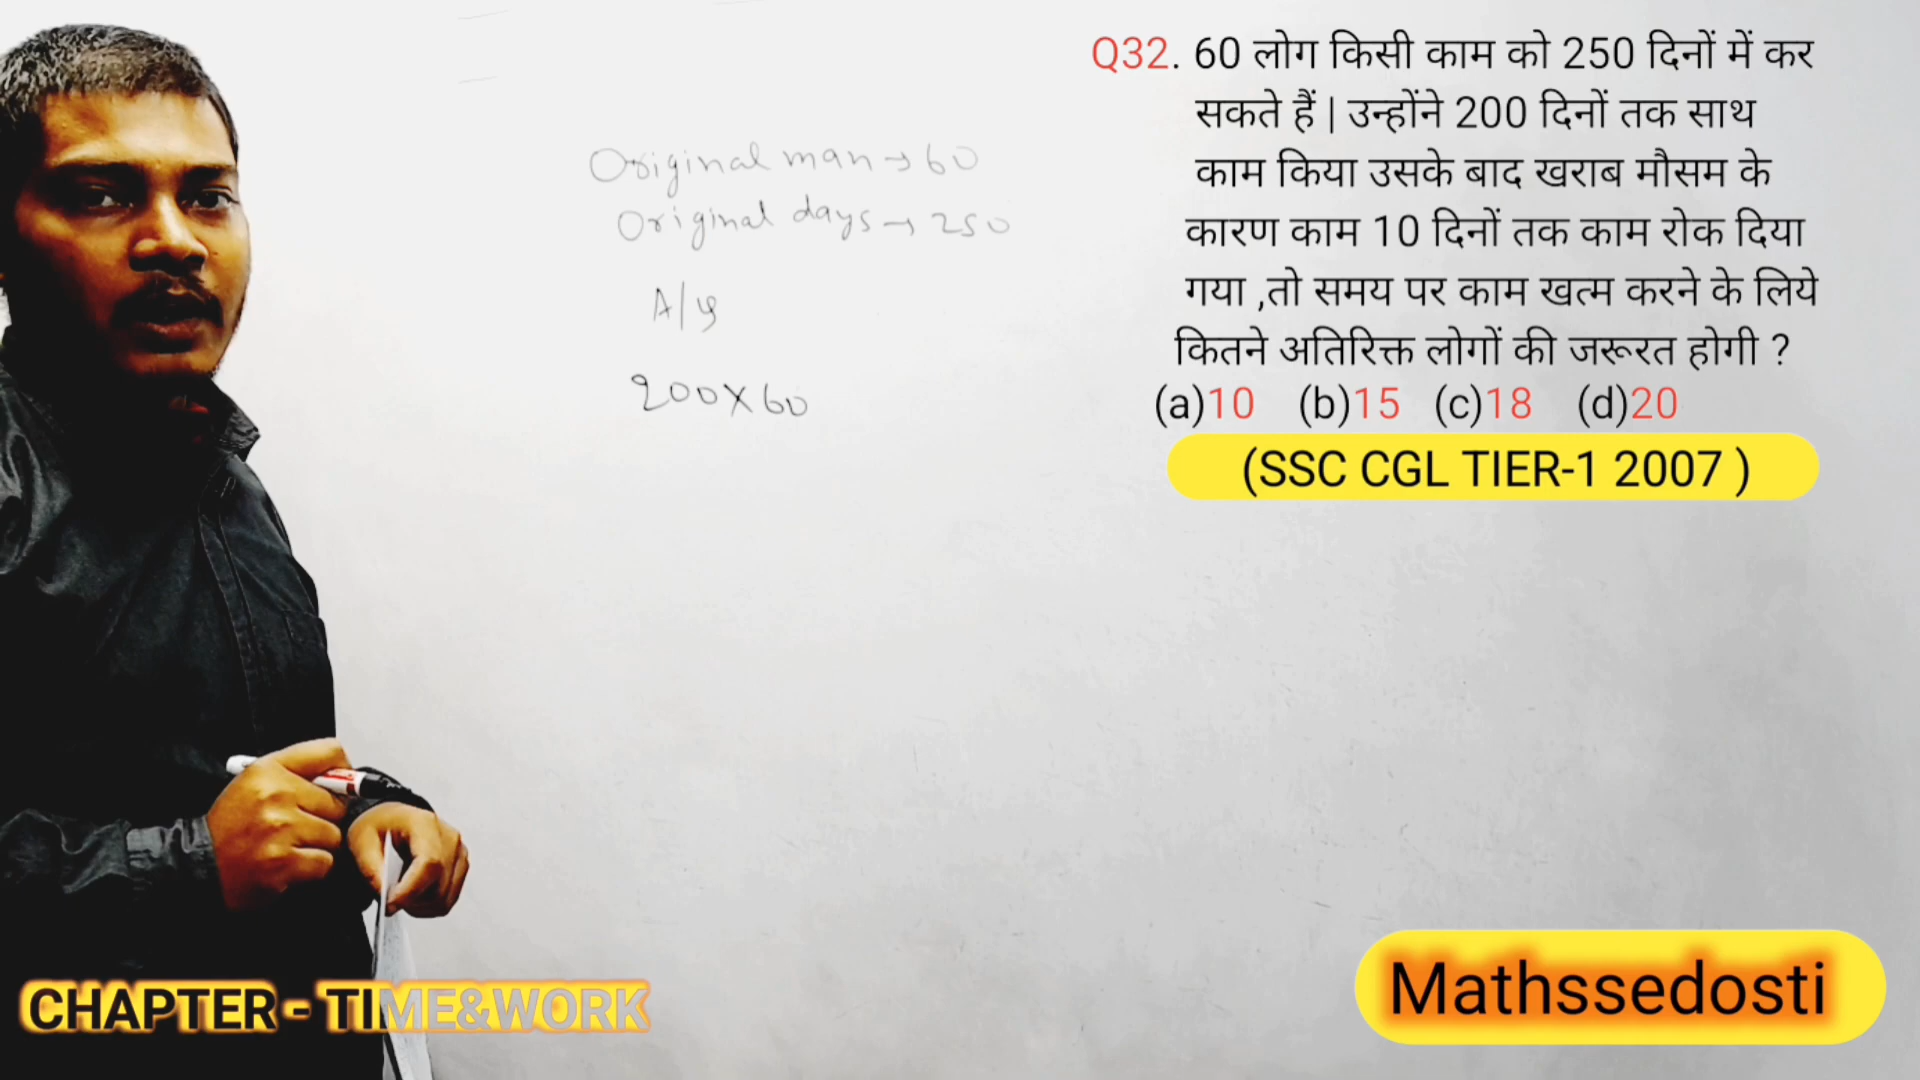 Q32. 60 लोग किसी काम को 250 दिनों में कर
सकते हैं | उन्होंने 200 दिनों तक साथ
काम किया उसके बाद खराब मौसम के
कारण काम 10 दिनों तक काम रोक दिया
गया ,तो समय पर काम खत्म करने के लिये
कितने अतिरिक्त लोगों की जरूरत होगी ?
(a)10 (b)15 (c)18 (d)20
(SSC CGL TIER-1 2007 )
Original man → 60
Original days → 250
200 X 60
CHAPTER - TIME&WORK
Mathssedosti